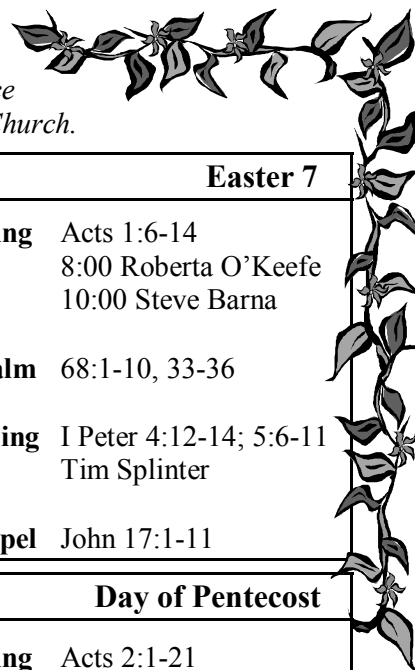 ce
Church.
Easter 7
ng Acts 1:6-14
8:00 Roberta O’Keefe
10:00 Steve Barna
alm 68:1-10, 33-36
ing I Peter 4:12-14; 5:6-11
Tim Splinter
pel John 17:1-11
Day of Pentecost
ng Acts 2:1-21